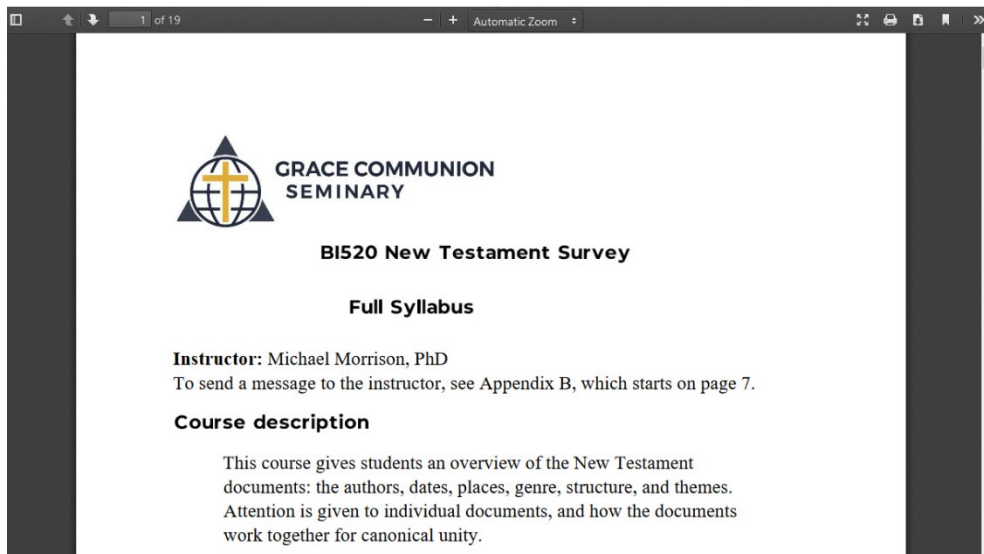 1 of 19
− + Automatic Zoom
GRACE COMMUNION
SEMINARY
BI520 New Testament Survey
Full Syllabus
Instructor: Michael Morrison, PhD
To send a message to the instructor, see Appendix B, which starts on page 7.
Course description
This course gives students an overview of the New Testament
documents: the authors, dates, places, genre, structure, and themes.
Attention is given to individual documents, and how the documents
work together for canonical unity.